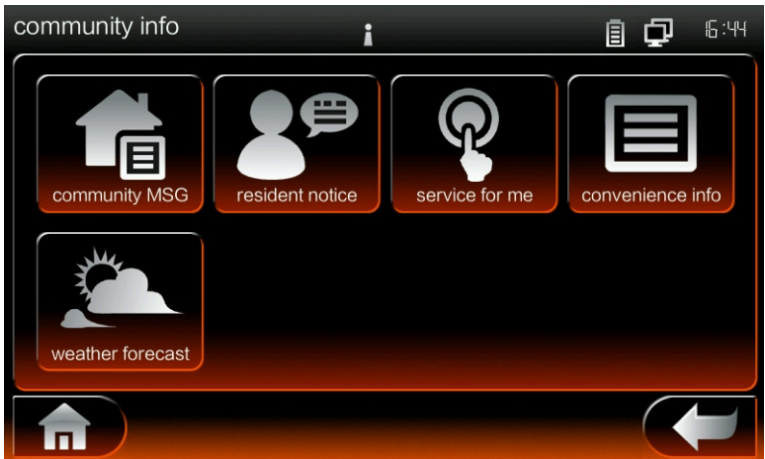 community info
16:44
community MSG
resident notice
service for me
convenience info
weather forecast